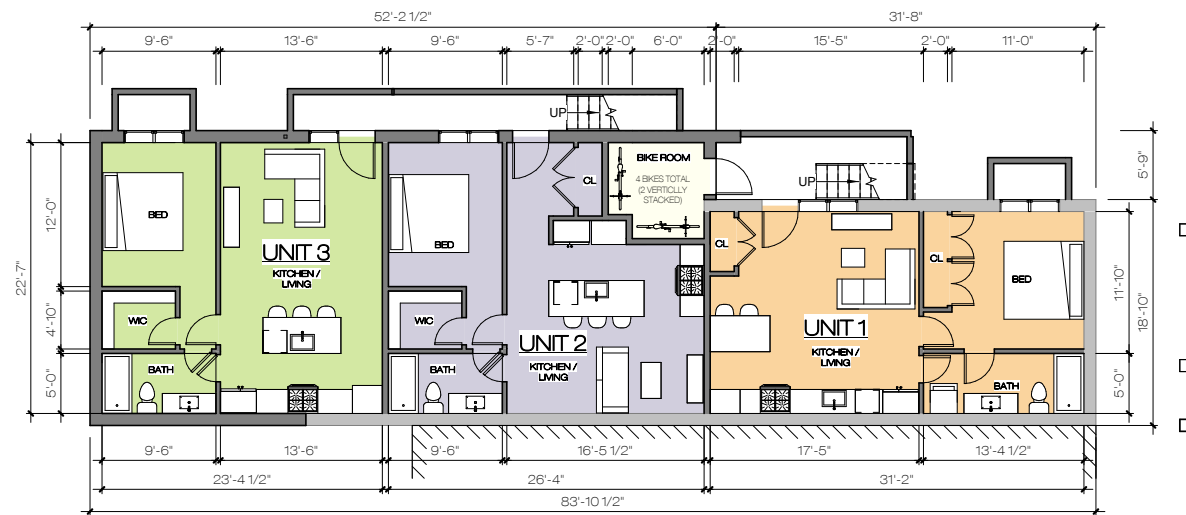 52'-2 1/2"
31'-8"
9'-6"
13'-6"
9'-6"
5'-7"
2'-0"
2'-0"
6'-0"
2'-0"
15'-5"
2'-0"
11'-0"
UP
BIKE ROOM
4 BIKES TOTAL
(2 VERTICLLY
STACKED)
UP
5'-9"
12'-0"
BED
UNIT 3
KITCHEN /
LIVING
BED
CL
CL
CL
BED
22'-7"
11'-10"
18'-10"
4'-10"
WIC
WIC
UNIT 2
KITCHEN /
LIVING
UNIT 1
KITCHEN /
LIVING
5'-0"
BATH
BATH
BATH
5'-0"
9'-6"
13'-6"
9'-6"
16'-5 1/2"
17'-5"
13'-4 1/2"
23'-4 1/2"
26'-4"
31'-2"
83'-10 1/2"